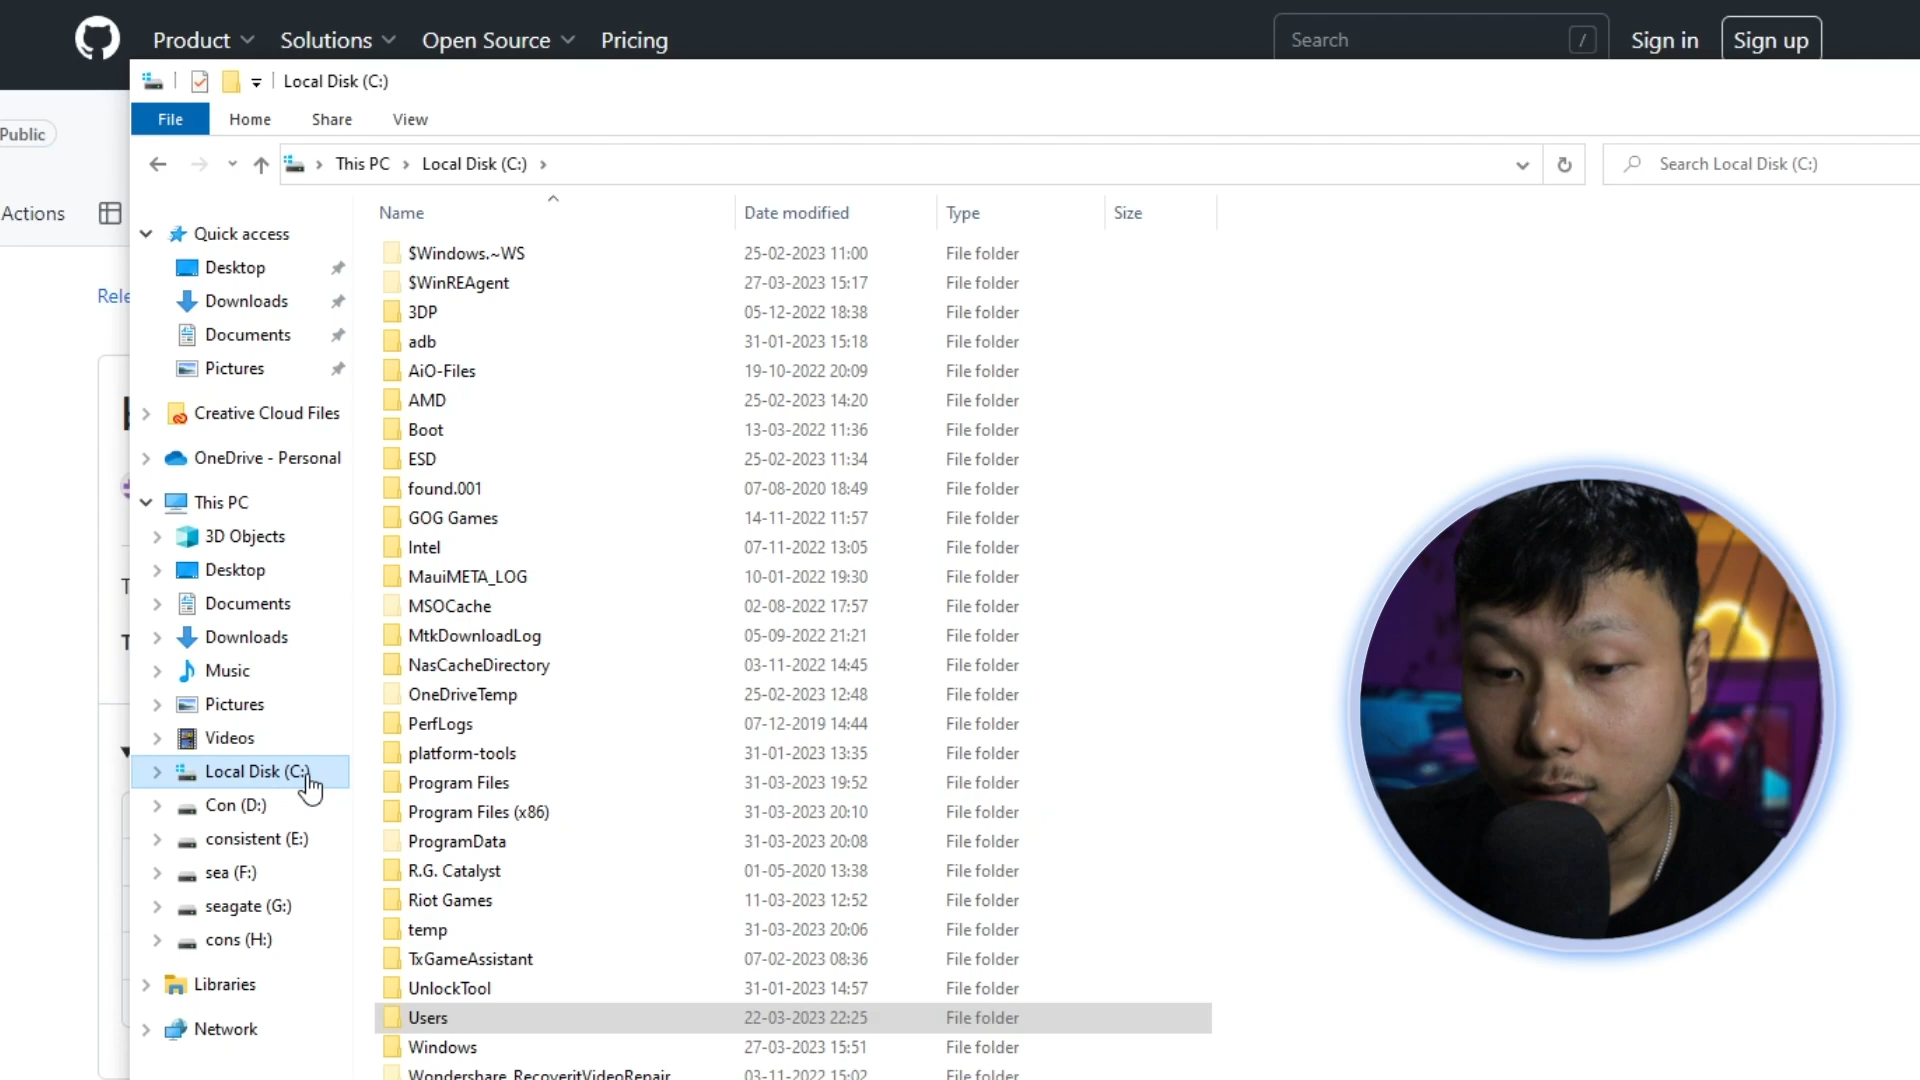 Product Solutions Open Source Pricing Search / Sign in Sign up
Local Disk (C:)
File Home Share View
Public
This PC Local Disk (C:) Search Local Disk (C:)
Actions
Name Date modified Type Size
Quick access
Desktop
Downloads
Documents
Pictures
Creative Cloud Files
OneDrive - Personal
This PC
3D Objects
Desktop
Documents
Downloads
Music
Pictures
Videos
Local Disk (C:)
Con (D:)
consistent (E:)
sea (F:)
seagate (G:)
cons (H:)
Libraries
Network
$Windows.~WS 25-02-2023 11:00 File folder
$WinREAgent 27-03-2023 15:17 File folder
3DP 05-12-2022 18:38 File folder
adb 31-01-2023 15:18 File folder
AiO-Files 19-10-2022 20:09 File folder
AMD 25-02-2023 14:20 File folder
Boot 13-03-2022 11:36 File folder
ESD 25-02-2023 11:34 File folder
found.001 07-08-2020 18:49 File folder
GOG Games 14-11-2022 11:57 File folder
Intel 07-11-2022 13:05 File folder
MauiMETA_LOG 10-01-2022 19:30 File folder
MSOCache 02-08-2022 17:57 File folder
MtkDownloadLog 05-09-2022 21:21 File folder
NasCacheDirectory 03-11-2022 14:45 File folder
OneDriveTemp 25-02-2023 12:48 File folder
PerfLogs 07-12-2019 14:44 File folder
platform-tools 31-01-2023 13:35 File folder
Program Files 31-03-2023 19:52 File folder
Program Files (x86) 31-03-2023 20:10 File folder
ProgramData 31-03-2023 20:08 File folder
R.G. Catalyst 01-05-2020 13:38 File folder
Riot Games 11-03-2023 12:52 File folder
temp 31-03-2023 20:06 File folder
TxGameAssistant 07-02-2023 08:36 File folder
UnlockTool 31-01-2023 14:57 File folder
Users 22-03-2023 22:25 File folder
Windows 27-03-2023 15:51 File folder
Wondershare RecoveritVideoRepair 03-11-2022 15:02 File folder